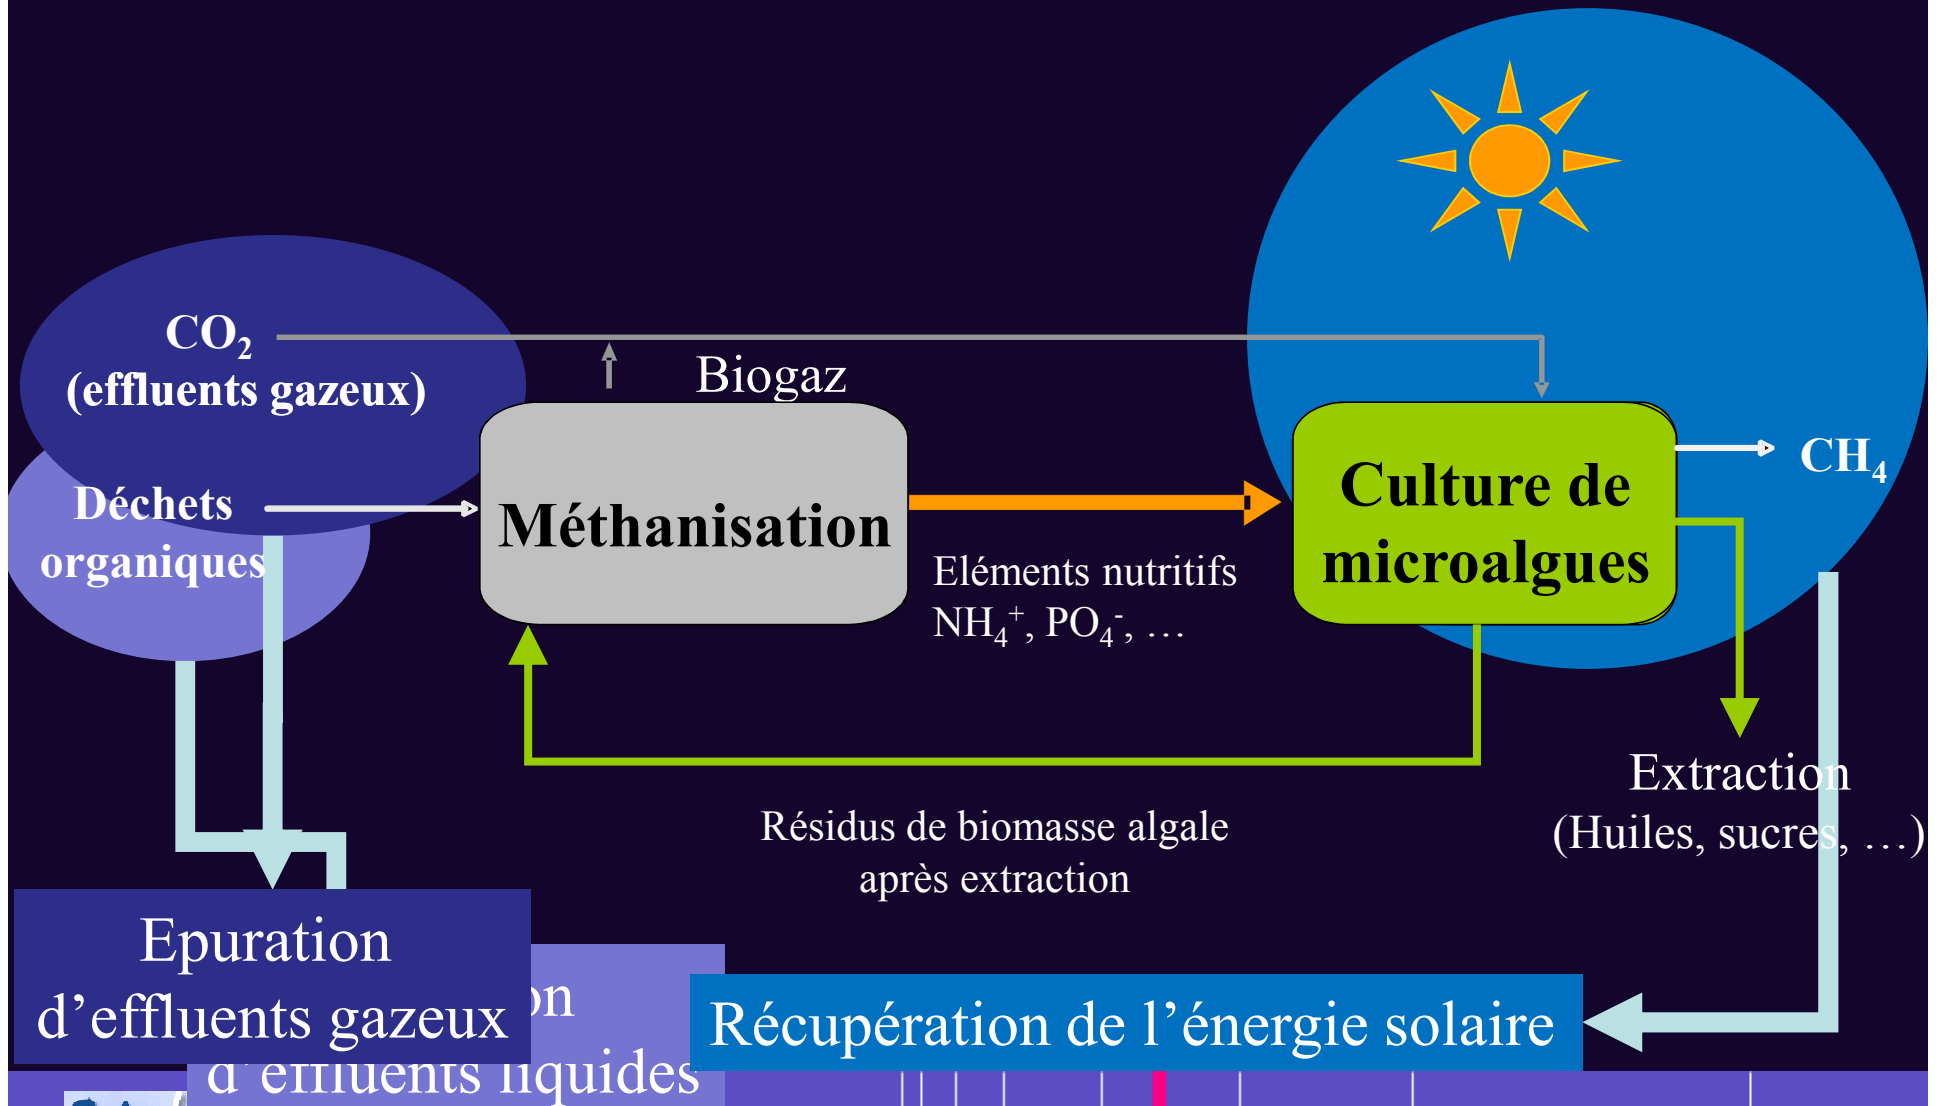 CO2
(effluents gazeux)
Biogaz
Déchets
organiques
Méthanisation
Culture de
microalgues
CH4
Eléments nutritifs
NH4+, PO4-, …
Extraction
(Huiles, sucres, …)
Résidus de biomasse algale
après extraction
Epuration
d’effluents gazeux
d’effluents liquides
Récupération de l’énergie solaire